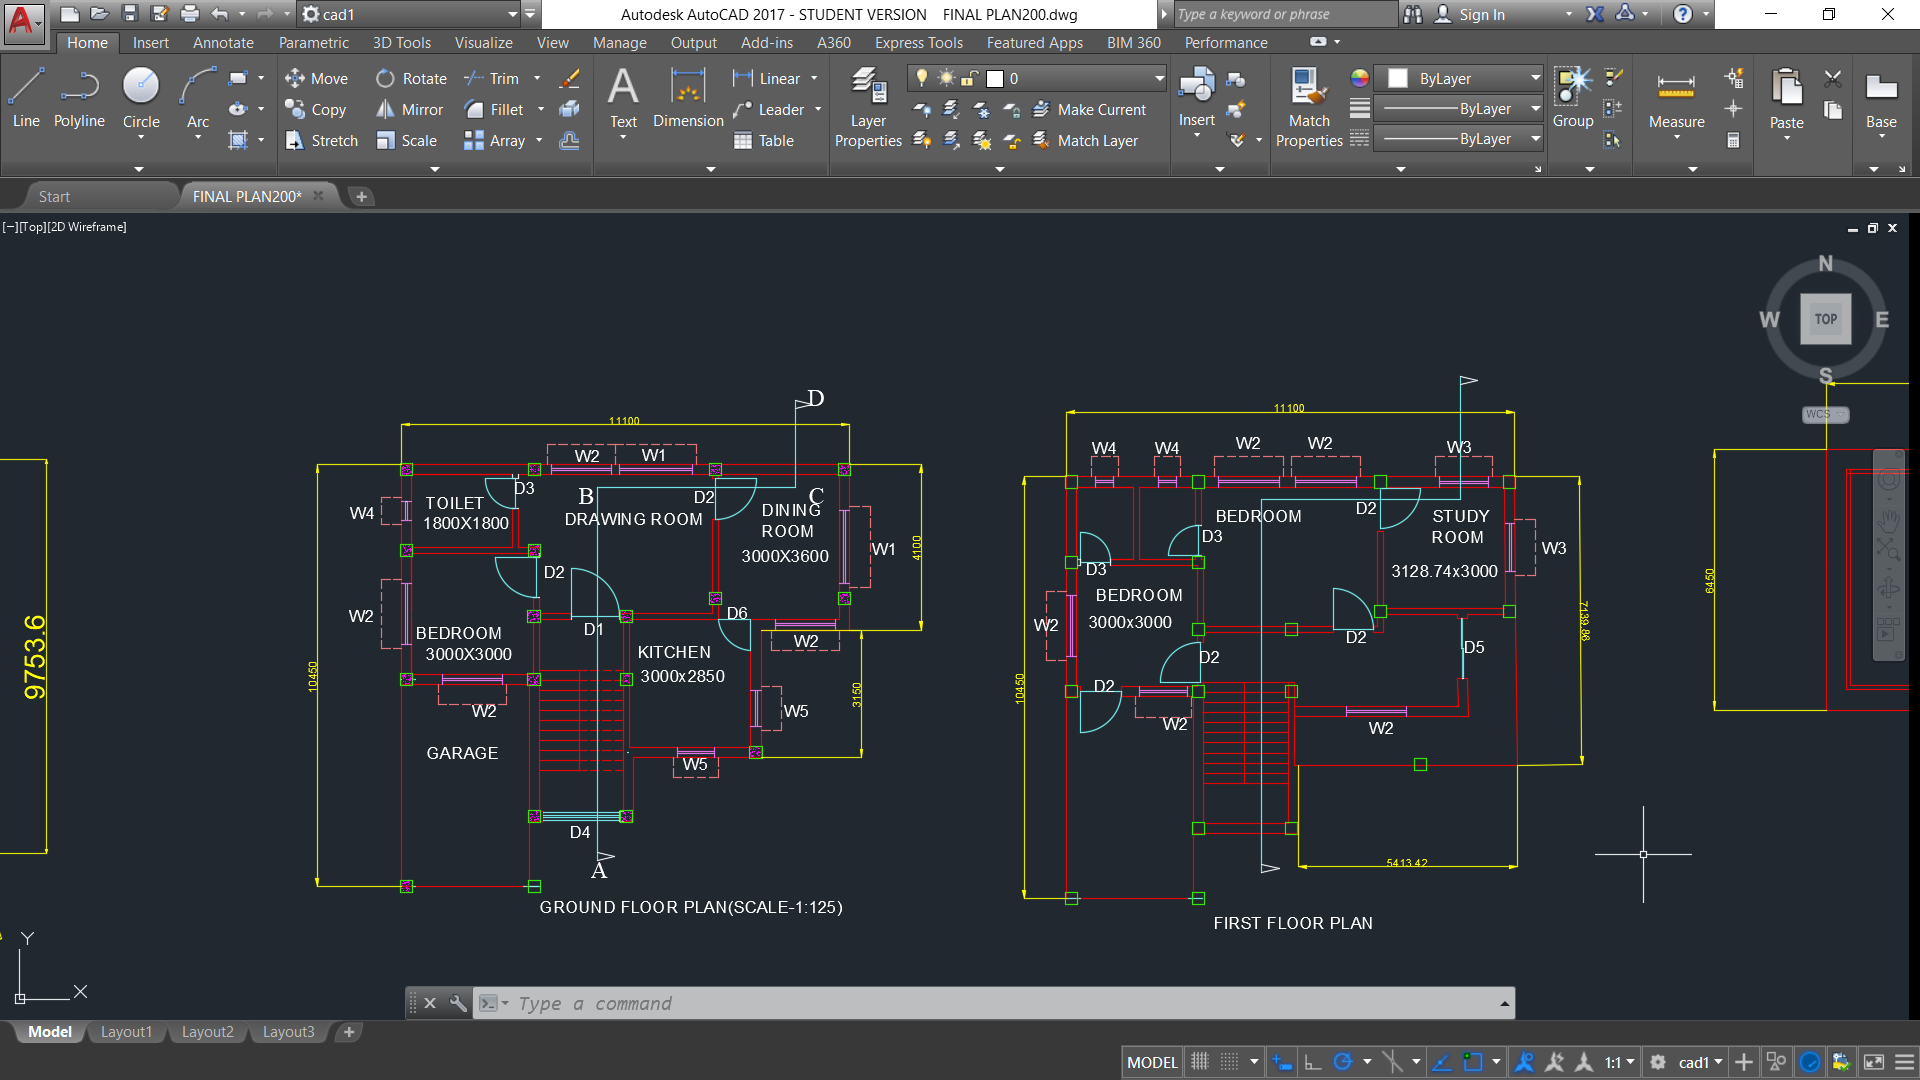 cad1
Autodesk AutoCAD 2017 - STUDENT VERSION FINAL PLAN200.dwg
Type a keyword or phrase
Sign In
Home Insert Annotate Parametric 3D Tools Visualize View Manage Output Add-ins A360 Express Tools Featured Apps BIM 360 Performance
Line
Polyline
Circle
Arc
Move
Copy
Stretch
Rotate
Mirror
Scale
Trim
Fillet
Array
Text
Dimension
Linear
Leader
Table
Layer
Properties
0
Make Current
Match Layer
Insert
Match
Properties
ByLayer
ByLayer
ByLayer
Group
Measure
Paste
Base
Start
FINAL PLAN200*
[−][Top][2D Wireframe]
N
W
TOP
E
S
WCS
9753.6
D
11100
W2
W1
D3
B
D2
C
TOILET
1800X1800
W4
DRAWING ROOM
DINING
ROOM
3000X3600
W1
4100
D2
W2
D1
D6
W2
BEDROOM
3000X3000
KITCHEN
3000x2850
10450
3150
W2
W5
GARAGE
W5
D4
A
GROUND FLOOR PLAN(SCALE-1:125)
11100
W4
W4
W2
W2
W3
BEDROOM
D2
STUDY
ROOM
3128.74x3000
D3
W3
D3
BEDROOM
3000x3000
W2
D2
7139.86
D5
D2
10450
D2
W2
W2
5413.42
FIRST FLOOR PLAN
6450
Y
X
Type a command
Model Layout1 Layout2 Layout3
MODEL
1:1
cad1